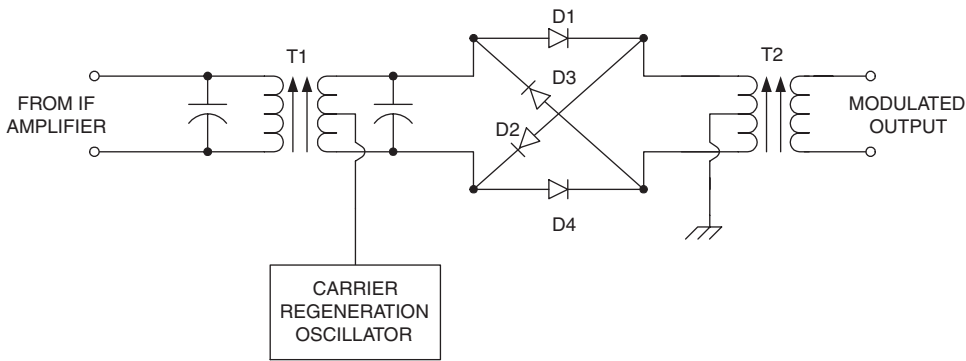 D1
T1
T2
D3
FROM IF
AMPLIFIER
MODULATED
OUTPUT
D2
D4
CARRIER
REGENERATION
OSCILLATOR